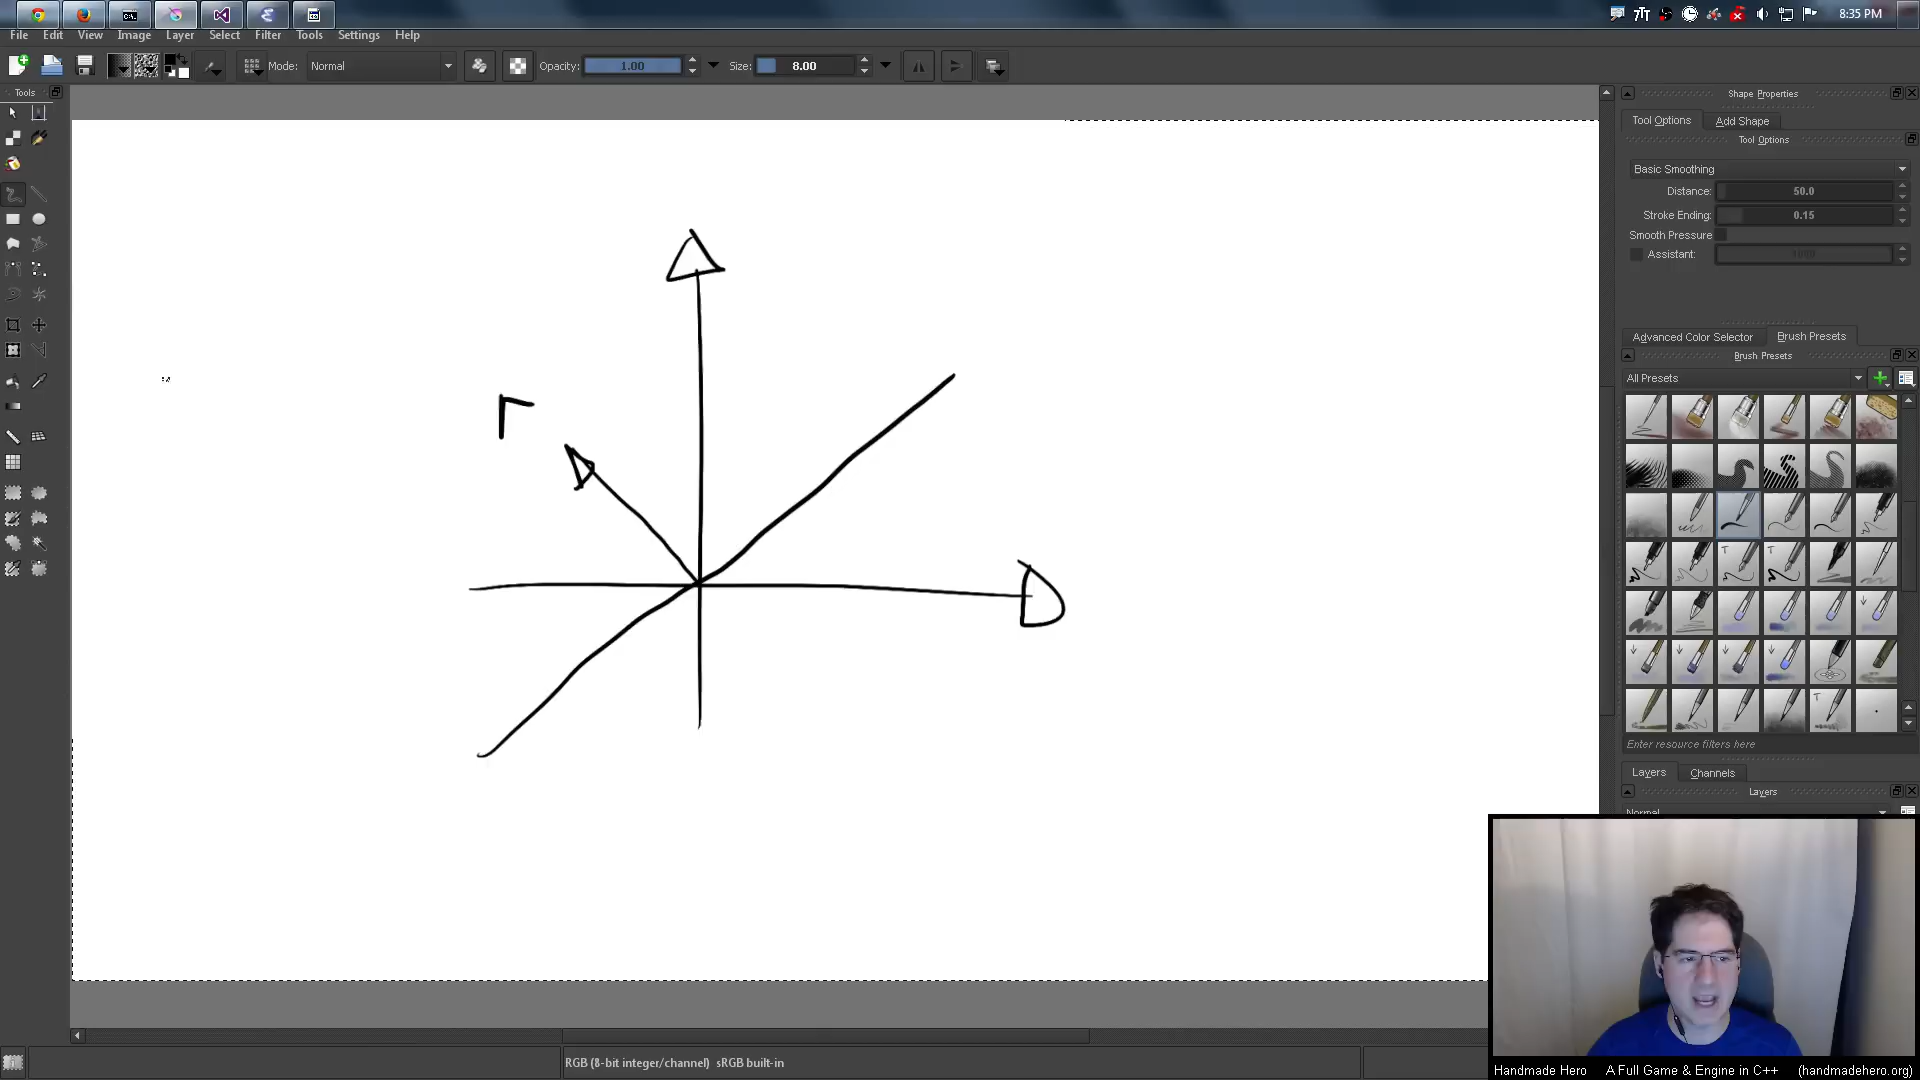 8:35 PM
File Edit View Image Layer Select Filter Tools Settings Help
Mode: Normal Opacity: 1.00 Size: 8.00
Tools
Shape Properties
Tool Options Add Shape
Tool Options
Basic Smoothing
Distance: 50.0
Stroke Ending: 0.15
Smooth Pressure
Assistant:
Advanced Color Selector Brush Presets
Brush Presets
All Presets
Enter resource filters here
Layers Channels
Layers
Normal
r
RGB (8-bit integer/channel) sRGB built-in
Handmade Hero A Full Game & Engine in C++ (handmadehero.org)